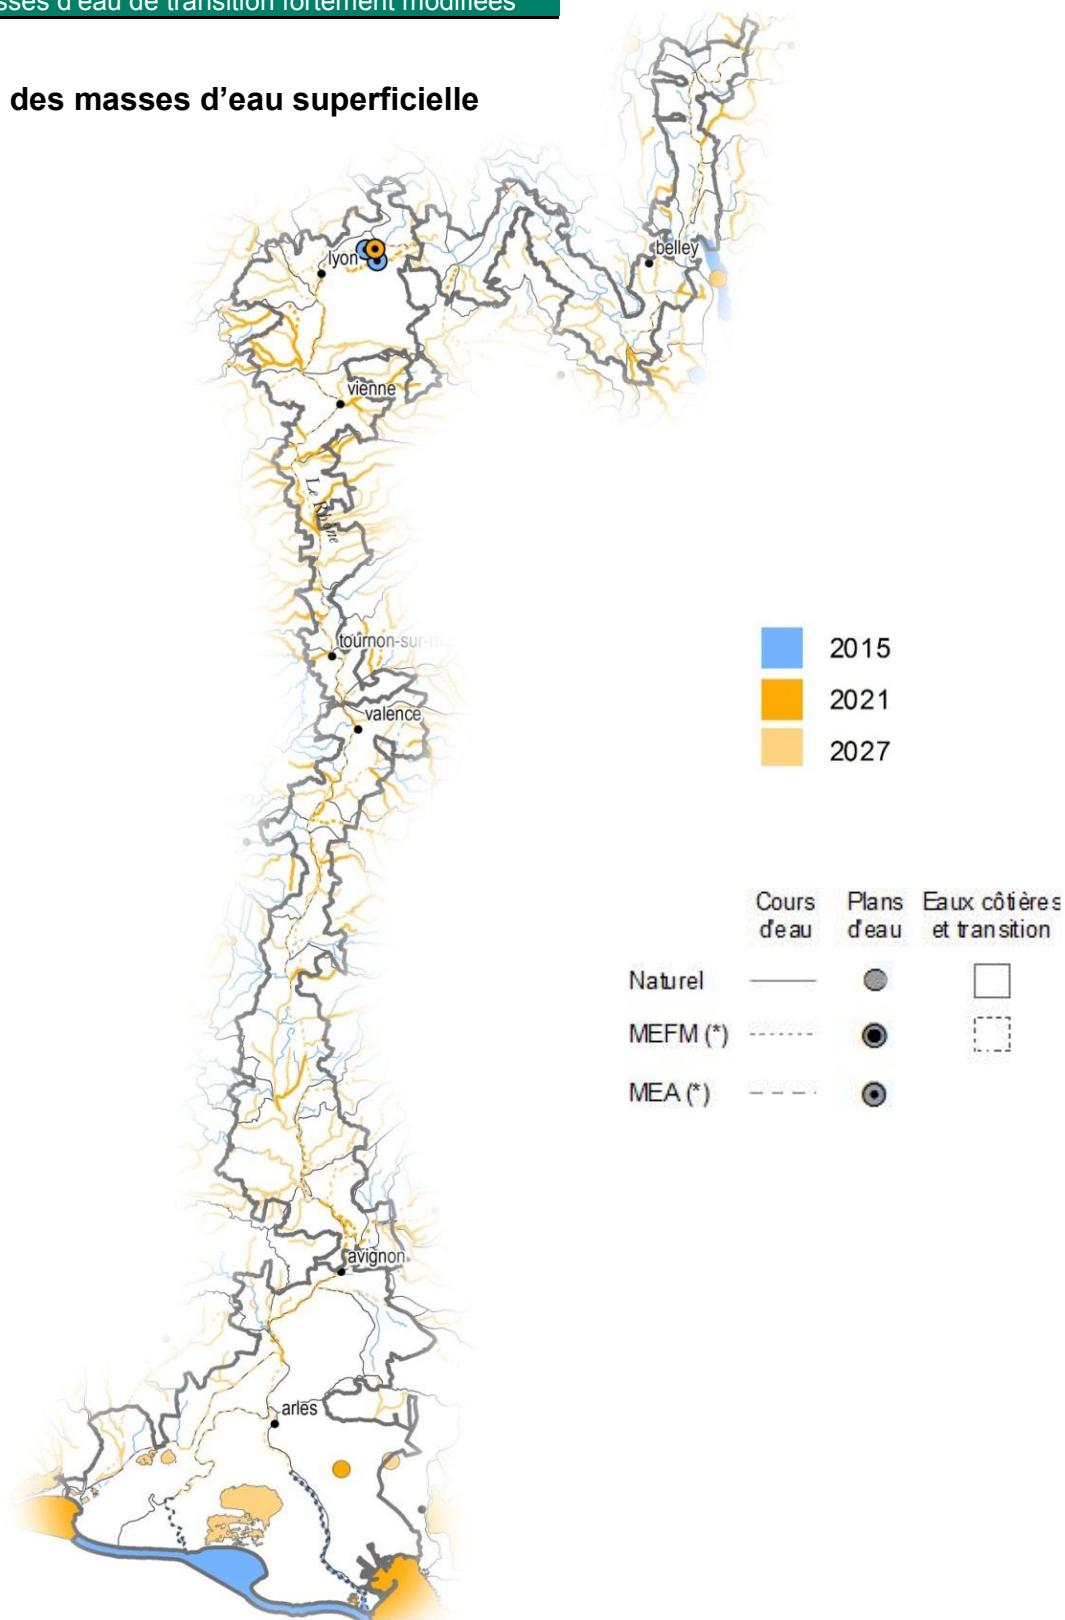 d'eau de transition fortement modifiées
des masses d'eau superficielle
belley
lyon
vienne
Le Rhône
tournon-sur-
valence
avignon
arles
2015
2021
2027
Cours d'eau
Plans d'eau
Eaux côtières et transition
Naturel
MEFM (*)
MEA (*)